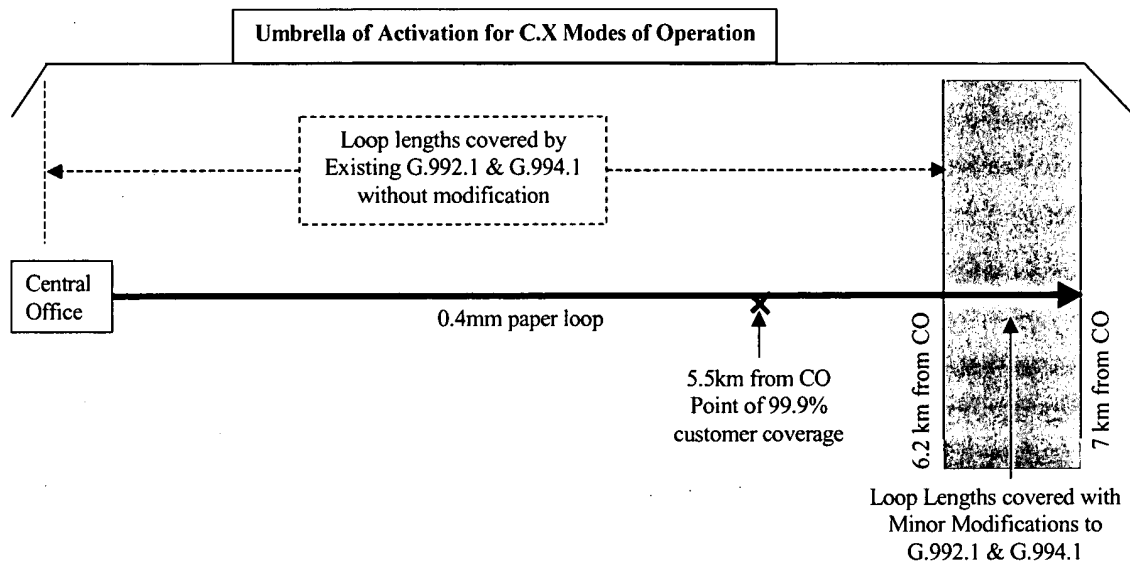 Umbrella of Activation for C.X Modes of Operation
Loop lengths covered by
Existing G.992.1 & G.994.1
without modification
Central
Office
0.4mm paper loop
5.5km from CO
Point of 99.9%
customer coverage
6.2 km from CO
7 km from CO
Loop Lengths covered with
Minor Modifications to
G.992.1 & G.994.1